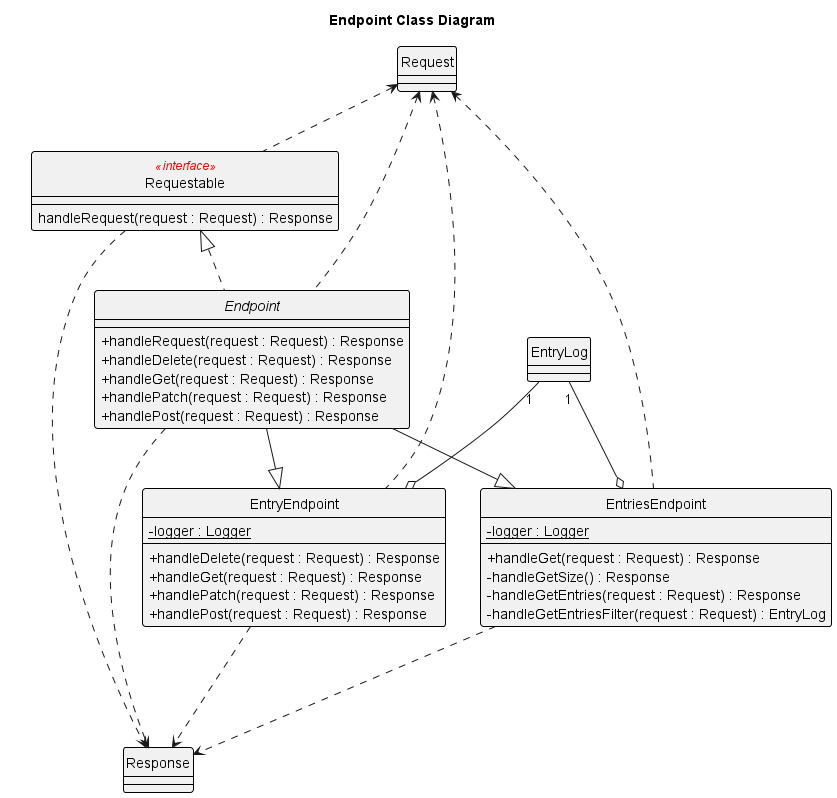 Endpoint Class Diagram
Request
«interface»
Requestable
handleRequest(request : Request) : Response
Endpoint
+handleRequest(request : Request) : Response
+handleDelete(request : Request) : Response
+handleGet(request : Request) : Response
+handlePatch(request : Request) : Response
+handlePost(request : Request) : Response
EntryLog
1
1
EntryEndpoint
-logger : Logger
+handleDelete(request : Request) : Response
+handleGet(request : Request) : Response
+handlePatch(request : Request) : Response
+handlePost(request : Request) : Response
EntriesEndpoint
-logger : Logger
+handleGet(request : Request) : Response
-handleGetSize() : Response
-handleGetEntries(request : Request) : Response
-handleGetEntriesFilter(request : Request) : EntryLog
Response